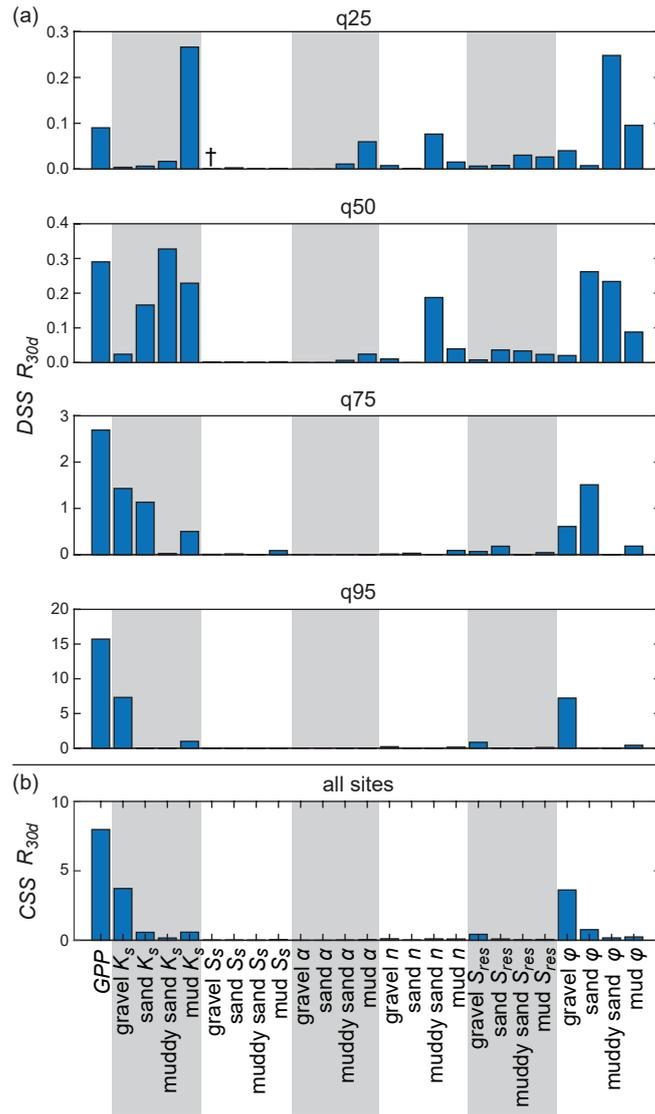 (a)
q25
0.3
0.2
0.1
0.0
†
q50
0.4
0.3
0.2
0.1
0.0
DSS R30d
q75
3
2
1
0
q95
20
15
10
5
0
(b)
all sites
10
5
0
CSS R30d
GPP
gravel Ks
sand Ks
muddy sand Ks
mud Ks
gravel Ss
sand Ss
muddy sand Ss
mud Ss
gravel α
sand α
muddy sand α
mud α
gravel n
sand n
muddy sand n
mud n
gravel Sres
sand Sres
muddy sand Sres
mud Sres
gravel φ
sand φ
muddy sand φ
mud φ